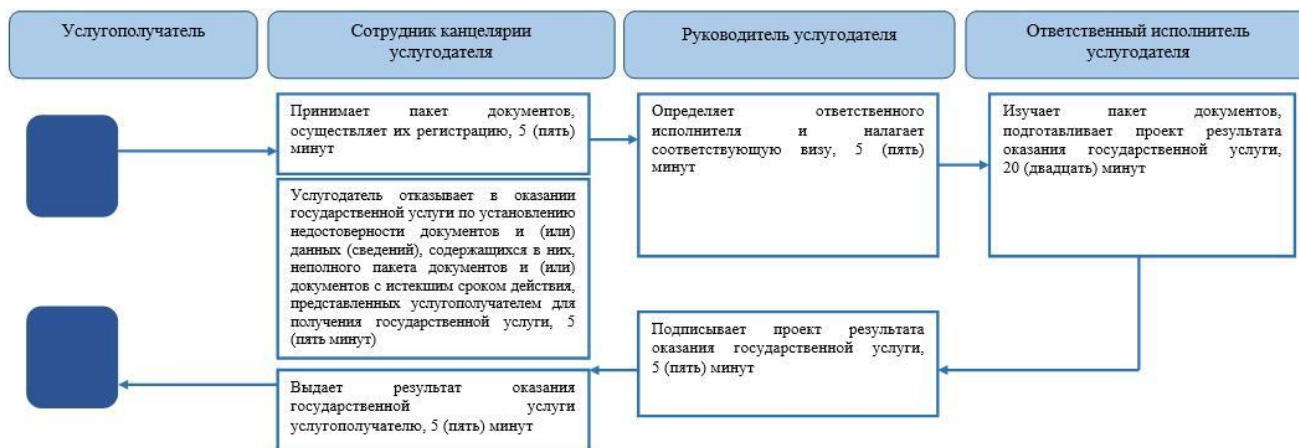 Услугополучатель
Сотрудник канцелярии
услугодателя
Руководитель услугодателя
Ответственный исполнитель
услугодателя
Принимает пакет документов,
осуществляет их регистрацию, 5 (пять)
минут
Определяет ответственного
исполнителя и налагает
соответствующую визу, 5 (пять)
минут
Изучает пакет документов,
подготавливает проект результата
оказания государственной услуги,
20 (двадцать) минут
Услугодатель отказывает в оказании
государственной услуги по установлению
недостоверности документов и (или)
данных (сведений), содержащихся в них,
неполного пакета документов и (или)
документов с истекшим сроком действия,
представленных услугополучателем для
получения государственной услуги, 5
(пять минут)
Подписывает проект результата
оказания государственной услуги,
5 (пять) минут
Выдает результат оказания
государственной услуги
услугополучателю, 5 (пять) минут